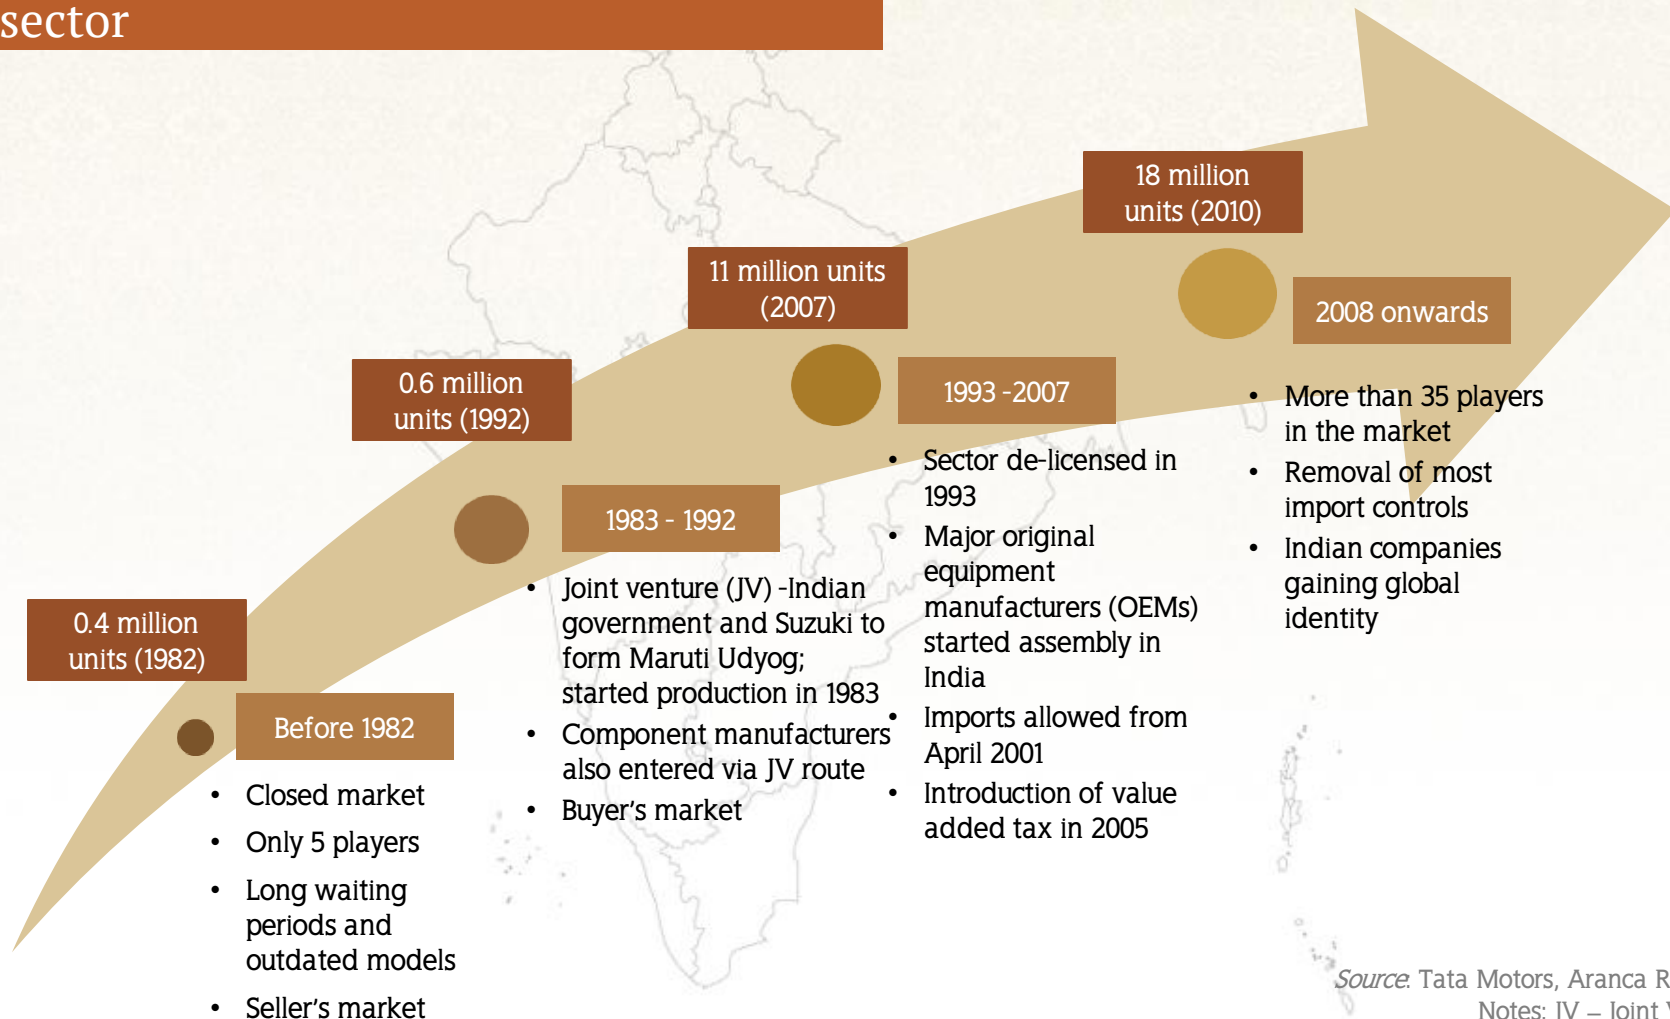 sector
0.4 million
units (1982)
Before 1982
• Closed market
• Only 5 players
• Long waiting
periods and
outdated models
• Seller’s market
0.6 million
units (1992)
1983 - 1992
• Joint venture (JV) -Indian
government and Suzuki to
form Maruti Udyog;
started production in 1983
• Component manufacturers
also entered via JV route
• Buyer’s market
11 million units
(2007)
1993 -2007
• Sector de-licensed in
1993
• Major original
equipment
manufacturers (OEMs)
started assembly in
India
• Imports allowed from
April 2001
• Introduction of value
added tax in 2005
18 million
units (2010)
2008 onwards
• More than 35 players
in the market
• Removal of most
import controls
• Indian companies
gaining global
identity
Source: Tata Motors, Aranca
Notes: JV – Joint